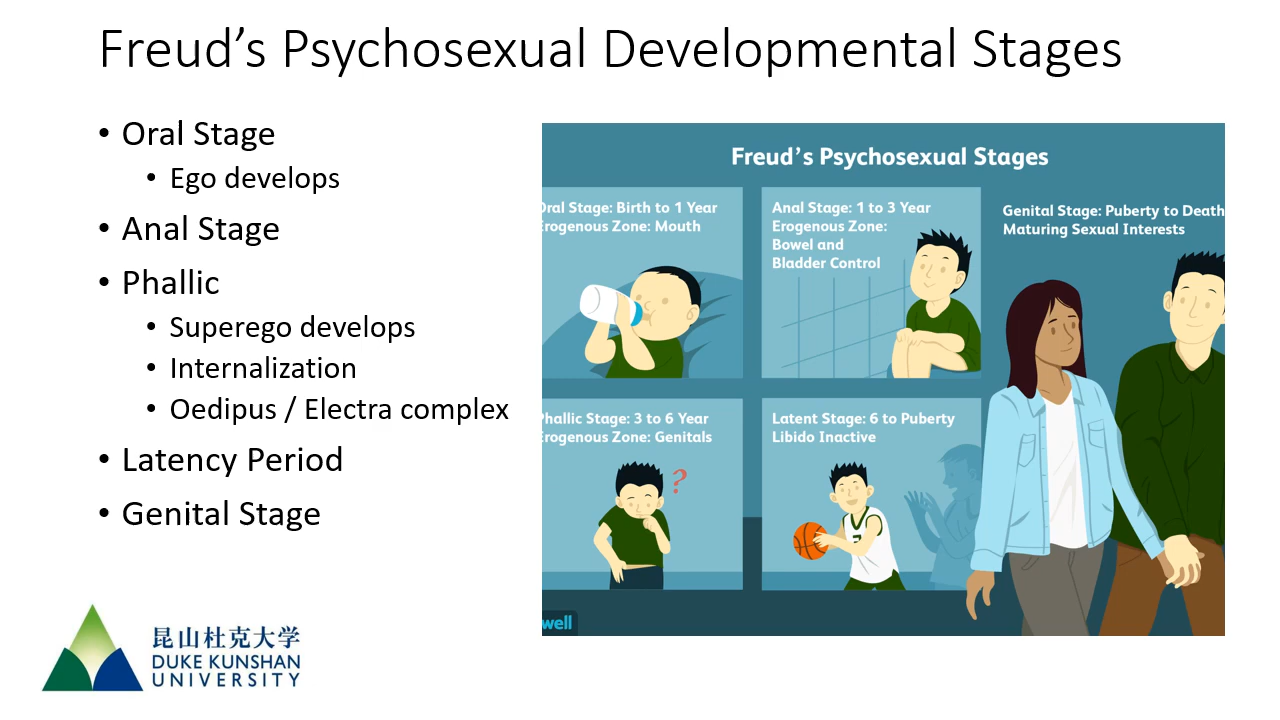 Freud’s Psychosexual Developmental Stages
• Oral Stage
• Ego develops
• Anal Stage
• Phallic
• Superego develops
• Internalization
• Oedipus / Electra complex
• Latency Period
• Genital Stage
Freud’s Psychosexual Stages
Oral Stage: Birth to 1 Year
Erogenous Zone: Mouth
Anal Stage: 1 to 3 Year
Erogenous Zone:
Bowel and
Bladder Control
Genital Stage: Puberty to Death
Maturing Sexual Interests
Phallic Stage: 3 to 6 Year
Erogenous Zone: Genitals
?
Latent Stage: 6 to Puberty
Libido Inactive
well
昆山杜克大学
DUKE KUNSHAN
UNIVERSITY